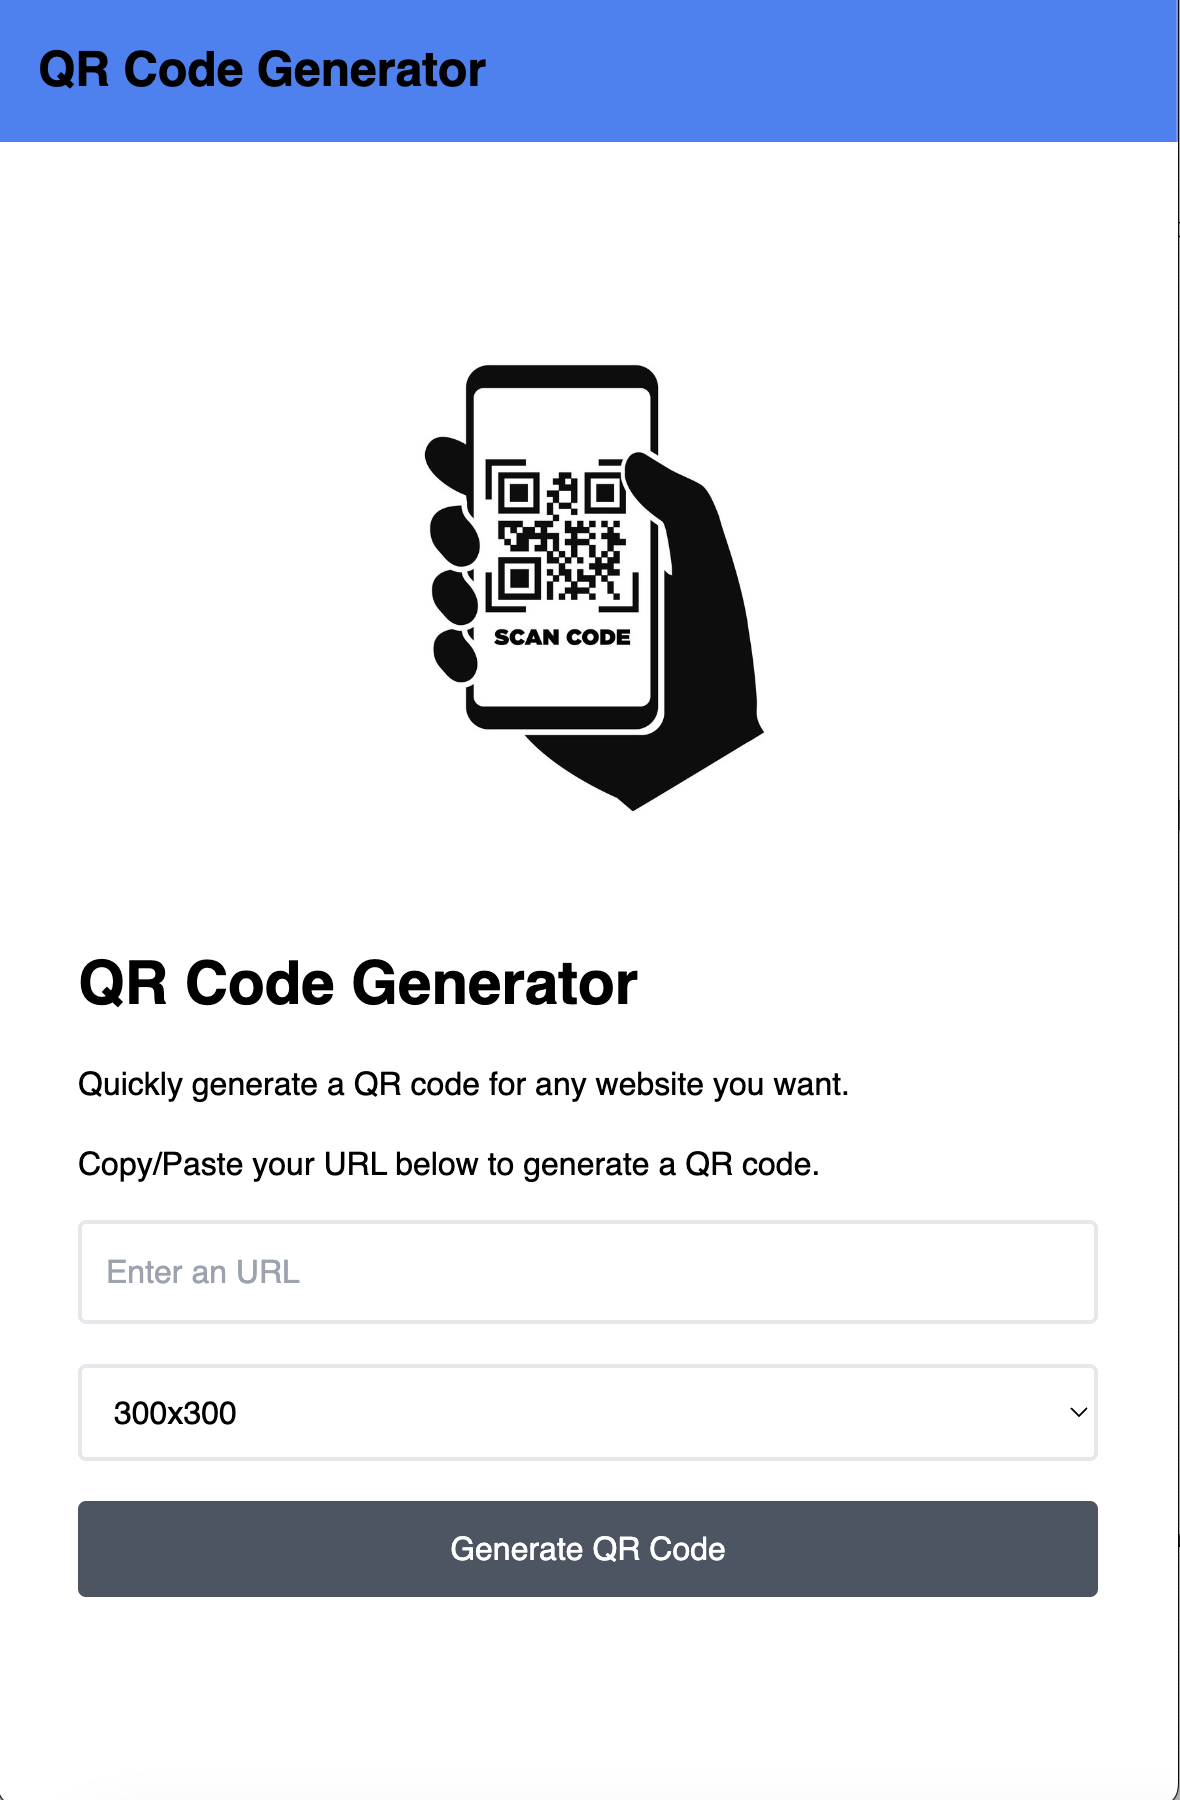 QR Code Generator
SCAN CODE
QR Code Generator
Quickly generate a QR code for any website you want.
Copy/Paste your URL below to generate a QR code.
Enter an URL
300x300
Generate QR Code